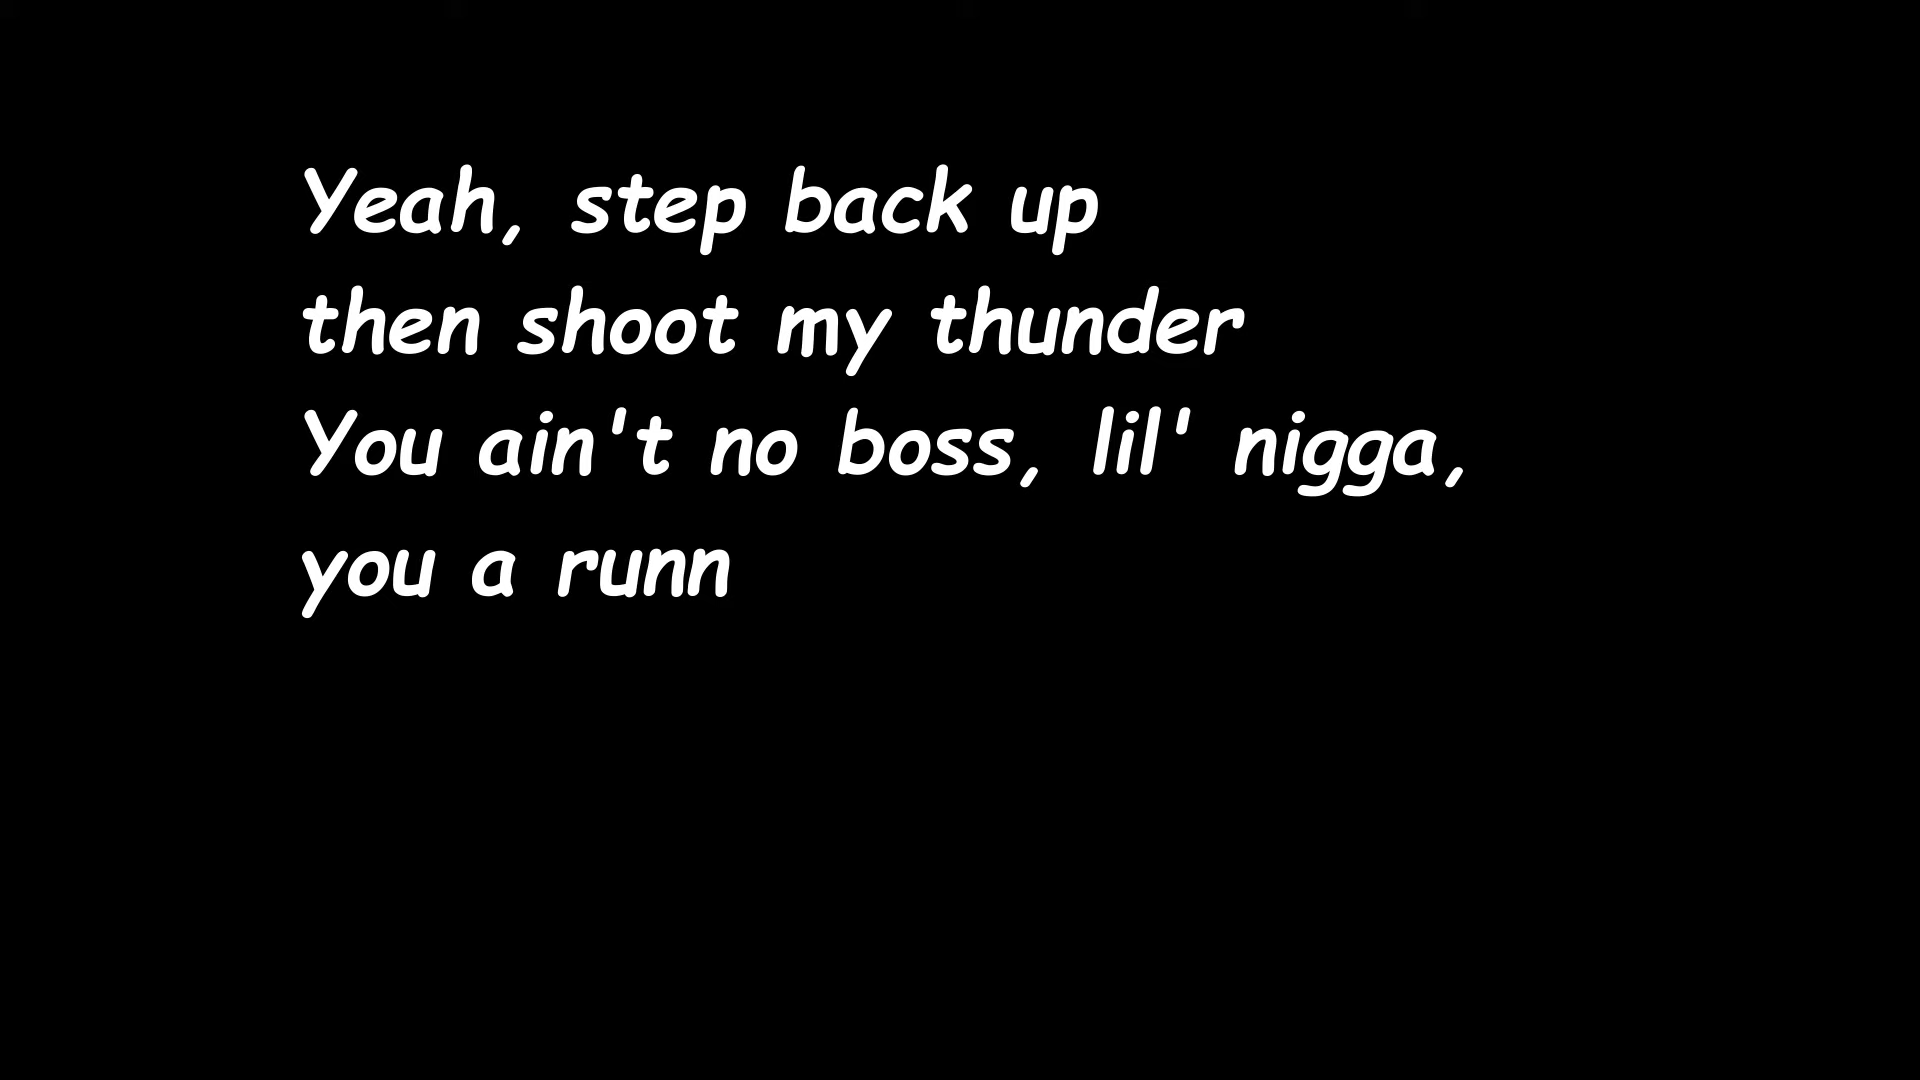 Yeah, step back up
then shoot my thunder
You ain't no boss, lil' nigga,
you a runn